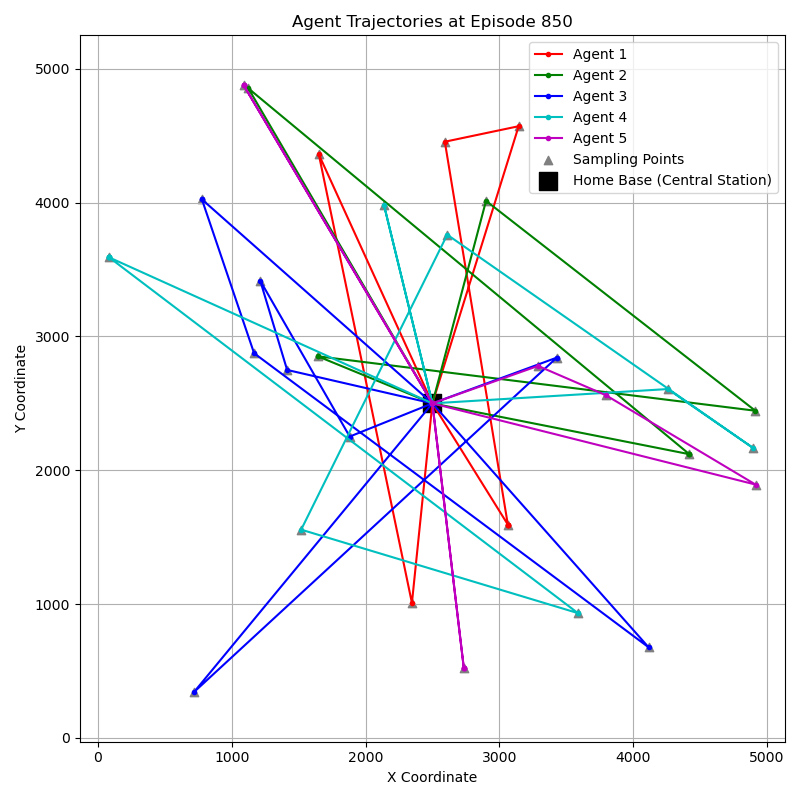 Agent Trajectories at Episode 850
Agent 1
Agent 2
Agent 3
Agent 4
Agent 5
Sampling Points
Home Base (Central Station)
5000
4000
3000
2000
1000
0
Y Coordinate
0 1000 2000 3000 4000 5000
X Coordinate